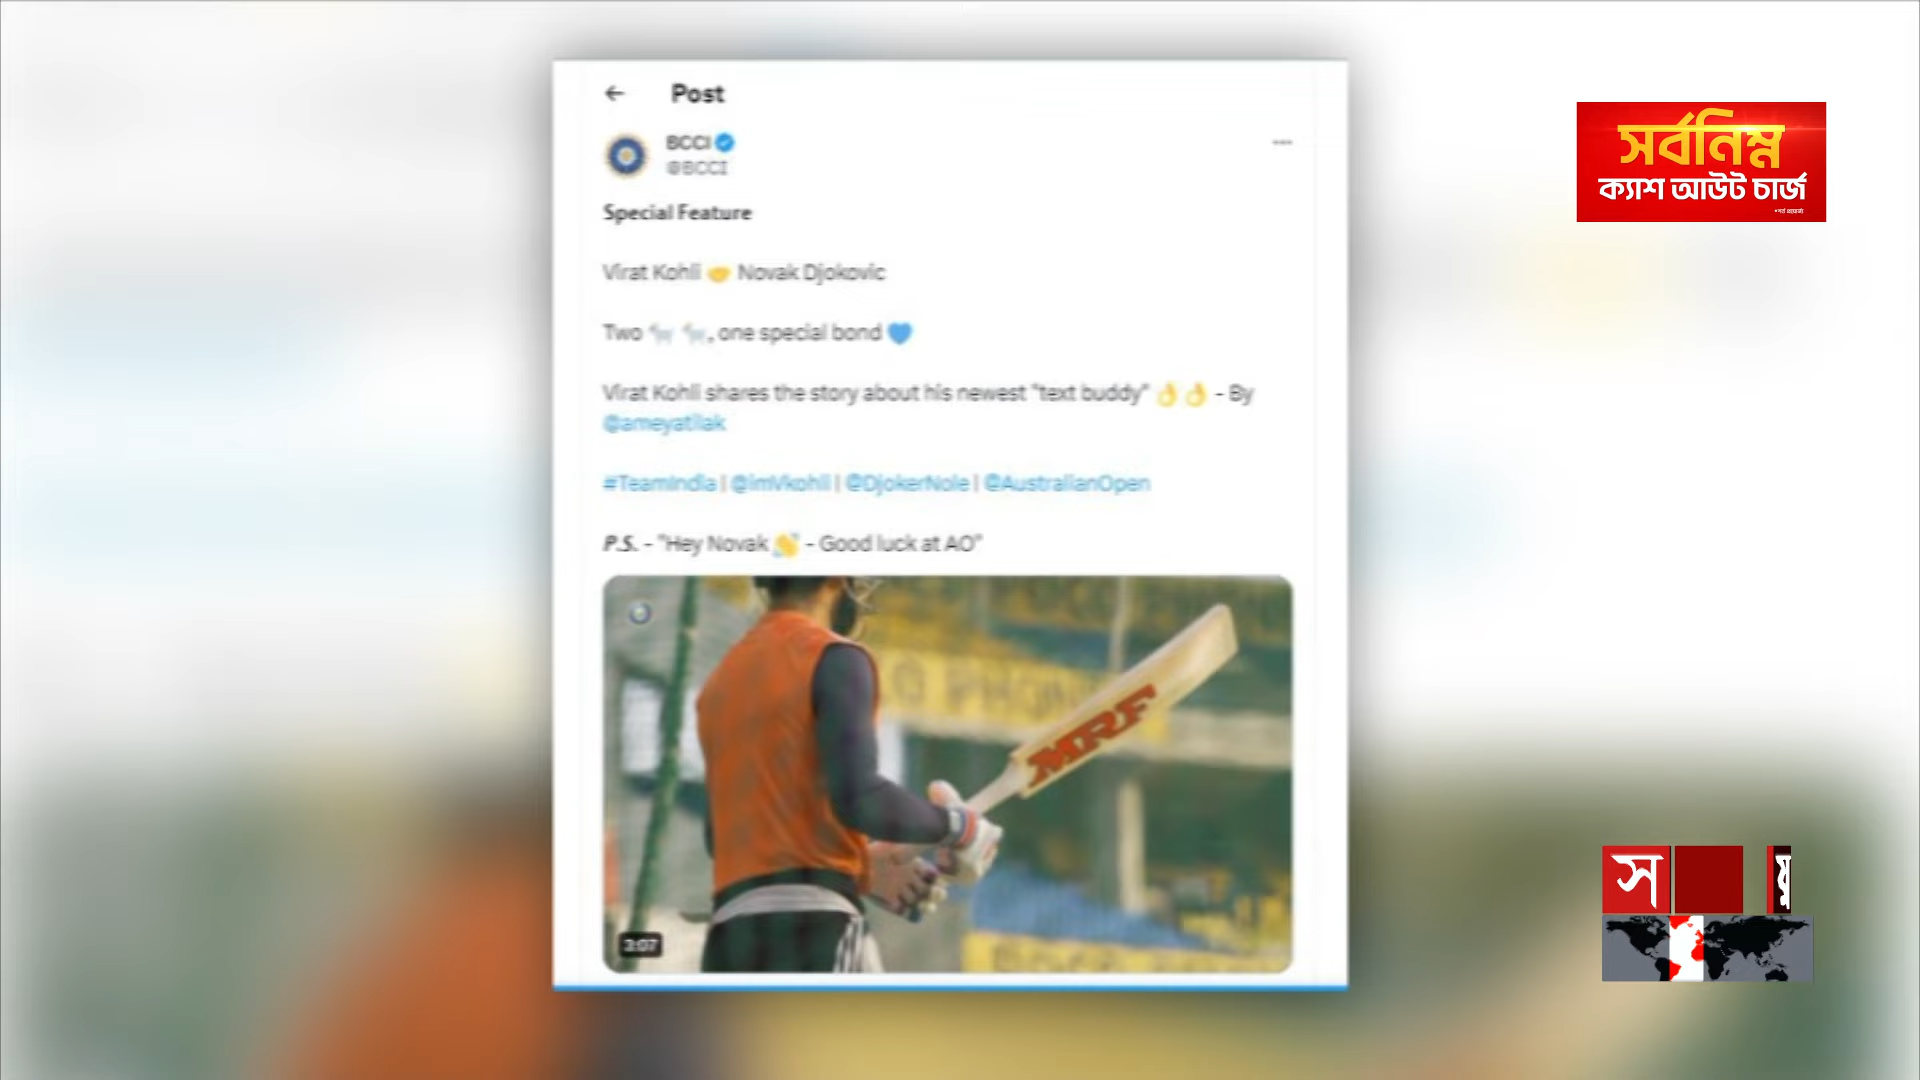 Post
BCCI
@BCCI
Special Feature
Virat Kohli 🤝 Novak Djokovic
Two 🐐 🐐, one special bond 💙
Virat Kohli shares the story about his newest "text buddy" 👌 👌 - By
@ameyatilak
#TeamIndia | @imVkohli | @DjokerNole | @AustralianOpen
P.S. - "Hey Novak 👋 - Good luck at AO"
MRF
3:07
সর্বনিম্ন
ক্যাশ আউট চার্জ
স